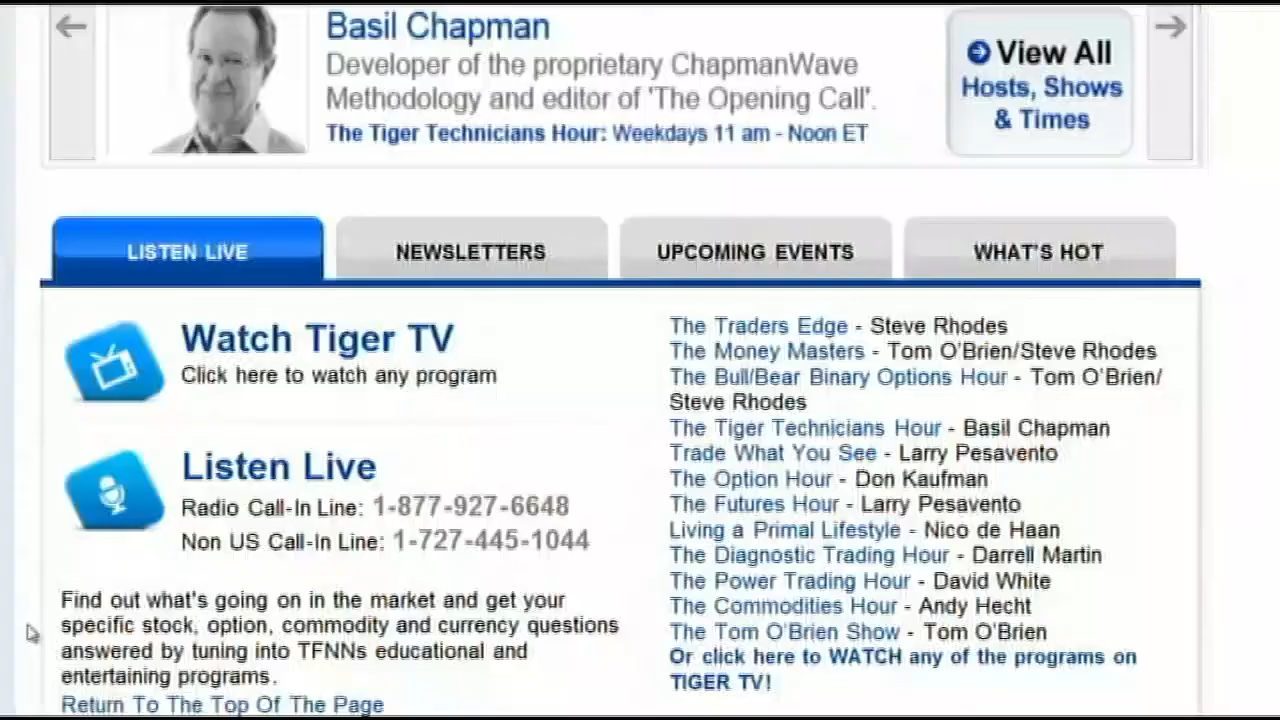 Basil Chapman
Developer of the proprietary ChapmanWave
Methodology and editor of 'The Opening Call'.
The Tiger Technicians Hour: Weekdays 11 am - Noon ET
View All
Hosts, Shows
& Times
LISTEN LIVE
NEWSLETTERS
UPCOMING EVENTS
WHAT'S HOT
Watch Tiger TV
Click here to watch any program
Listen Live
Radio Call-In Line: 1-877-927-6648
Non US Call-In Line: 1-727-445-1044
Find out what's going on in the market and get your
specific stock, option, commodity and currency questions
answered by tuning into TFNNs educational and
entertaining programs.
Return To The Top Of The Page
The Traders Edge - Steve Rhodes
The Money Masters - Tom O'Brien/Steve Rhodes
The Bull/Bear Binary Options Hour - Tom O'Brien/
Steve Rhodes
The Tiger Technicians Hour - Basil Chapman
Trade What You See - Larry Pesavento
The Option Hour - Don Kaufman
The Futures Hour - Larry Pesavento
Living a Primal Lifestyle - Nico de Haan
The Diagnostic Trading Hour - Darrell Martin
The Power Trading Hour - David White
The Commodities Hour - Andy Hecht
The Tom O'Brien Show - Tom O'Brien
Or click here to WATCH any of the programs on
TIGER TV!